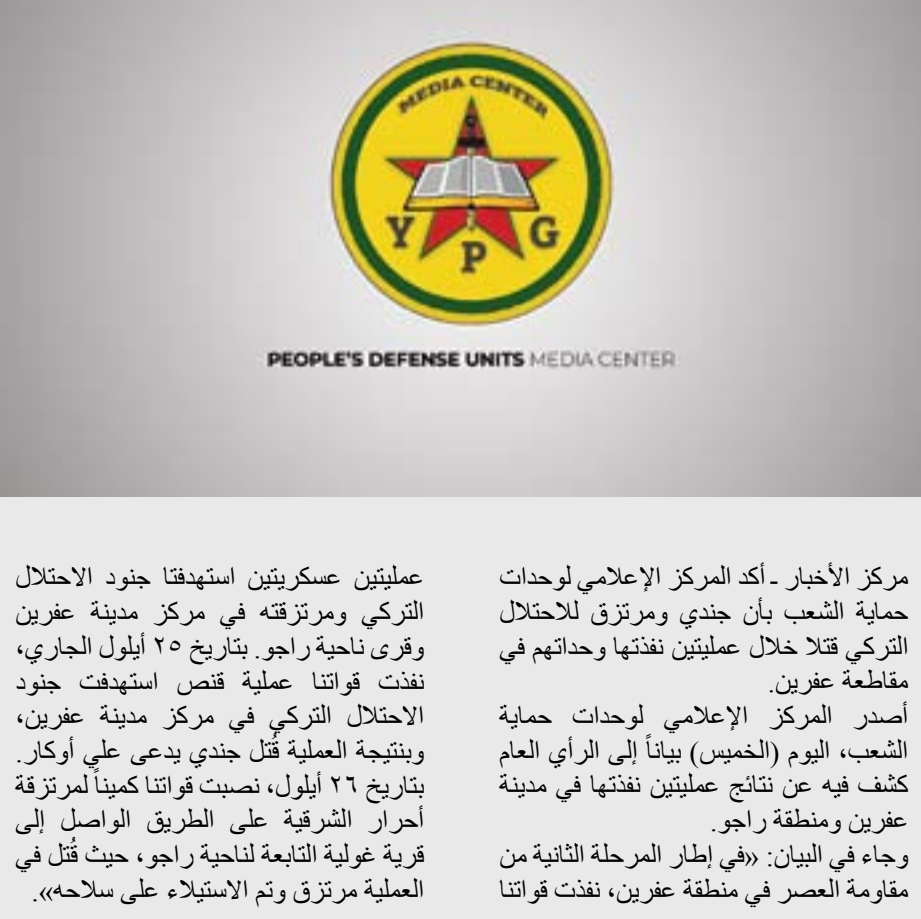 MEDIA CENTER
Y P G
PEOPLE'S DEFENSE UNITS MEDIA CENTER
مركز الأخبار ـ أكد المركز الإعلامي لوحدات
حماية الشعب بأن جندي ومرتزق للاحتلال
التركي قتلا خلال عمليتين نفذتها وحداتهم في
مقاطعة عفرين.
أصدر المركز الإعلامي لوحدات حماية
الشعب، اليوم (الخميس) بياناً إلى الرأي العام
كشف فيه عن نتائج عمليتين نفذتها في مدينة
عفرين ومنطقة راجو.
وجاء في البيان: «في إطار المرحلة الثانية من
مقاومة العصر في منطقة عفرين، نفذت قواتنا
عمليتين عسكريتين استهدفتا جنود الاحتلال
التركي ومرتزقته في مركز مدينة عفرين
وقرى ناحية راجو. بتاريخ ٢٥ أيلول الجاري،
نفذت قواتنا عملية قنص استهدفت جنود
الاحتلال التركي في مركز مدينة عفرين،
وبنتيجة العملية قُتل جندي يدعى علي أوكار.
بتاريخ ٢٦ أيلول، نصبت قواتنا كميناً لمرتزقة
أحرار الشرقية على الطريق الواصل إلى
قرية غولية التابعة لناحية راجو، حيث قُتل في
العملية مرتزق وتم الاستيلاء على سلاحه».